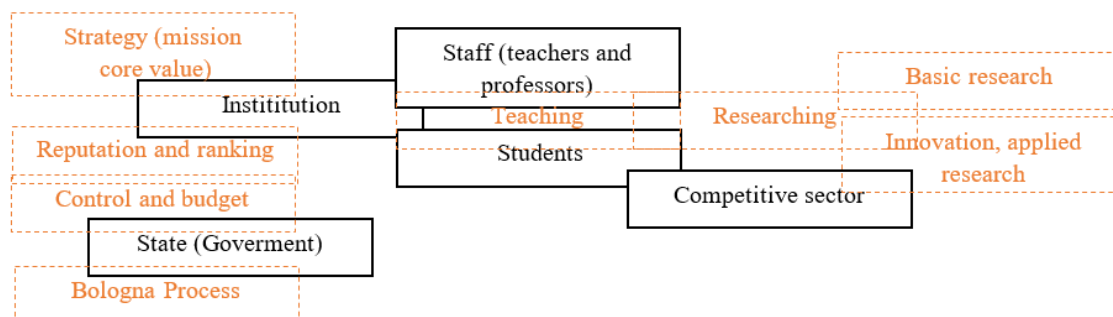 Strategy (mission
core value)
Staff (teachers and
professors)
Basic research
Instititution
Teaching
Researching
Reputation and ranking
Students
Innovation, applied
research
Control and budget
Competitive sector
State (Goverment)
Bologna Process